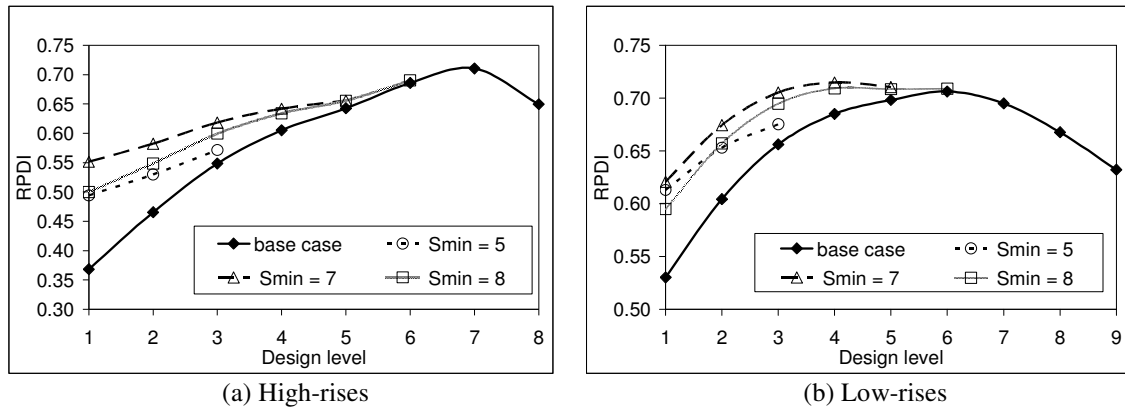 0.75
0.70
0.65
0.60
0.55
0.50
0.45
0.40
0.35
0.30
RPDI
base case
Smin = 5
Smin = 7
Smin = 8
1 2 3 4 5 6 7 8
Design level
(a) High-rises
0.75
0.70
0.65
0.60
0.55
0.50
RPDI
base case
Smin = 5
Smin = 7
Smin = 8
1 2 3 4 5 6 7 8 9
Design level
(b) Low-rises